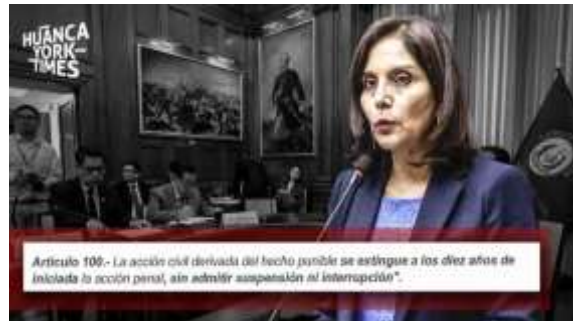 HUANCA
YORK-
TIMES
Artículo 100.- La acción civil derivada del hecho punible se extingue a los diez años de
iniciada la acción penal, sin admitir suspensión ni interrupción".